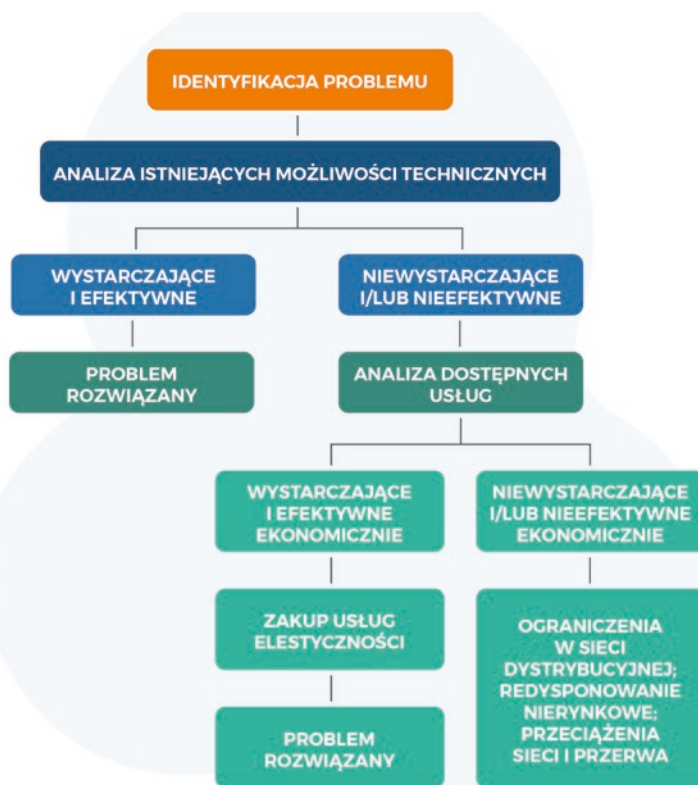 IDENTYFIKACJA PROBLEMU
ANALIZA ISTNIEJĄCYCH MOŻLIWOŚCI TECHNICZNYCH
WYSTARCZAJĄCE
I EFEKTYWNE
NIEWYSTARCZAJĄCE
I/LUB NIEEFEKTYWNE
PROBLEM
ROZWIĄZANY
ANALIZA DOSTĘPNYCH
USŁUG
WYSTARCZAJĄCE
I EFEKTYWNE
EKONOMICZNIE
NIEWYSTARCZAJĄCE
I/LUB NIEEFEKTYWNE
EKONOMICZNIE
ZAKUP USŁUG
ELESTYCZNOŚCI
PROBLEM
ROZWIĄZANY
OGRANICZENIA
W SIECI
DYSTRYBUCYJNEJ;
REDYSPONOWANIE
NIERYNKOWE;
PRZECIĄŻENIA
SIECI I PRZERWA